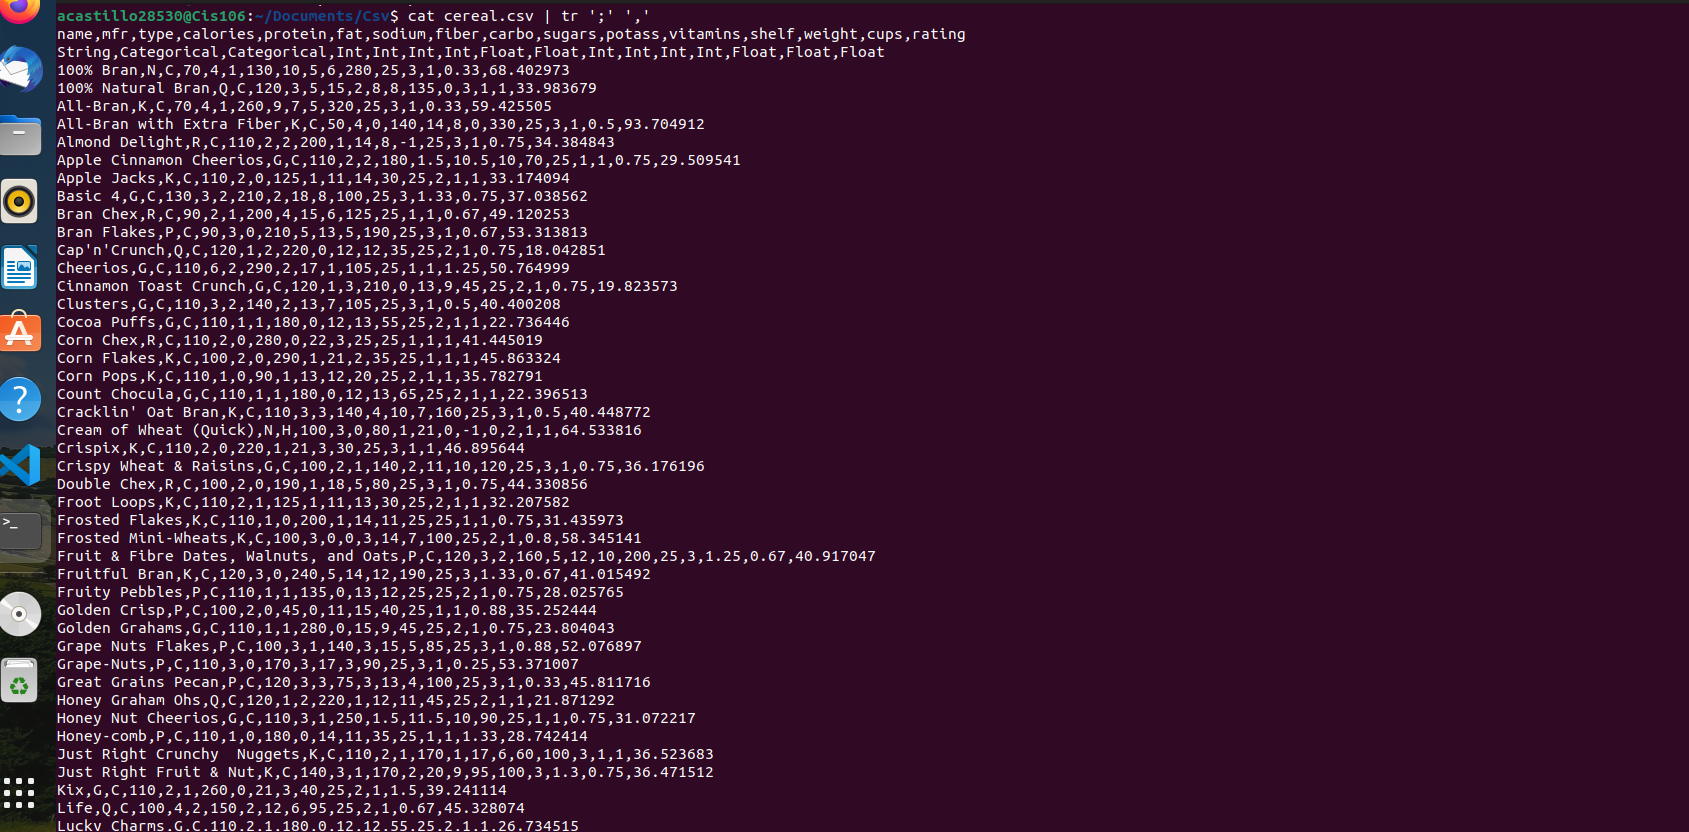 acastillo28530@Cis106:~/Documents/Csv$ cat cereal.csv | tr ';' ','
name,mfr,type,calories,protein,fat,sodium,fiber,carbo,sugars,potass,vitamins,shelf,weight,cups,rating
String,Categorical,Categorical,Int,Int,Int,Int,Float,Float,Int,Int,Int,Int,Float,Float,Float
100% Bran,N,C,70,4,1,130,10,5,6,280,25,3,1,0.33,68.402973
100% Natural Bran,Q,C,120,3,5,15,2,8,8,135,0,3,1,1,33.983679
All-Bran,K,C,70,4,1,260,9,7,5,320,25,3,1,0.33,59.425505
All-Bran with Extra Fiber,K,C,50,4,0,140,14,8,0,330,25,3,1,0.5,93.704912
Almond Delight,R,C,110,2,2,200,1,14,8,-1,25,3,1,0.75,34.384843
Apple Cinnamon Cheerios,G,C,110,2,2,180,1.5,10.5,10,70,25,1,1,0.75,29.509541
Apple Jacks,K,C,110,2,0,125,1,11,14,30,25,2,1,1,33.174094
Basic 4,G,C,130,3,2,210,2,18,8,100,25,3,1.33,0.75,37.038562
Bran Chex,R,C,90,2,1,200,4,15,6,125,25,1,1,0.67,49.120253
Bran Flakes,P,C,90,3,0,210,5,13,5,190,25,3,1,0.67,53.313813
Cap'n'Crunch,Q,C,120,1,2,220,0,12,12,35,25,2,1,0.75,18.042851
Cheerios,G,C,110,6,2,290,2,17,1,105,25,1,1,1.25,50.764999
Cinnamon Toast Crunch,G,C,120,1,3,210,0,13,9,45,25,2,1,0.75,19.823573
Clusters,G,C,110,3,2,140,2,13,7,105,25,3,1,0.5,40.400208
Cocoa Puffs,G,C,110,1,1,180,0,12,13,55,25,2,1,1,22.736446
Corn Chex,R,C,110,2,0,280,0,22,3,25,25,1,1,1,41.445019
Corn Flakes,K,C,100,2,0,290,1,21,2,35,25,1,1,1,45.863324
Corn Pops,K,C,110,1,0,90,1,13,12,20,25,2,1,1,35.782791
Count Chocula,G,C,110,1,1,180,0,12,13,65,25,2,1,1,22.396513
Cracklin' Oat Bran,K,C,110,3,3,140,4,10,7,160,25,3,1,0.5,40.448772
Cream of Wheat (Quick),N,H,100,3,0,80,1,21,0,-1,0,2,1,1,64.533816
Crispix,K,C,110,2,0,220,1,21,3,30,25,3,1,1,46.895644
Crispy Wheat & Raisins,G,C,100,2,1,140,2,11,10,120,25,3,1,0.75,36.176196
Double Chex,R,C,100,2,0,190,1,18,5,80,25,3,1,0.75,44.330856
Froot Loops,K,C,110,2,1,125,1,11,13,30,25,2,1,1,32.207582
Frosted Flakes,K,C,110,1,0,200,1,14,11,25,25,1,1,0.75,31.435973
Frosted Mini-Wheats,K,C,100,3,0,0,3,14,7,100,25,2,1,0.8,58.345141
Fruit & Fibre Dates, Walnuts, and Oats,P,C,120,3,2,160,5,12,10,200,25,3,1.25,0.67,40.917047
Fruitful Bran,K,C,120,3,0,240,5,14,12,190,25,3,1.33,0.67,41.015492
Fruity Pebbles,P,C,110,1,1,135,0,13,12,25,25,2,1,0.75,28.025765
Golden Crisp,P,C,100,2,0,45,0,11,15,40,25,1,1,0.88,35.252444
Golden Grahams,G,C,110,1,1,280,0,15,9,45,25,2,1,0.75,23.804043
Grape Nuts Flakes,P,C,100,3,1,140,3,15,5,85,25,3,1,0.88,52.076897
Grape-Nuts,P,C,110,3,0,170,3,17,3,90,25,3,1,0.25,53.371007
Great Grains Pecan,P,C,120,3,3,75,3,13,4,100,25,3,1,0.33,45.811716
Honey Graham Ohs,Q,C,120,1,2,220,1,12,11,45,25,2,1,1,21.871292
Honey Nut Cheerios,G,C,110,3,1,250,1.5,11.5,10,90,25,1,1,0.75,31.072217
Honey-comb,P,C,110,1,0,180,0,14,11,35,25,1,1,1.33,28.742414
Just Right Crunchy  Nuggets,K,C,110,2,1,170,1,17,6,60,100,3,1,1,36.523683
Just Right Fruit & Nut,K,C,140,3,1,170,2,20,9,95,100,3,1.3,0.75,36.471512
Kix,G,C,110,2,1,260,0,21,3,40,25,2,1,1.5,39.241114
Life,Q,C,100,4,2,150,2,12,6,95,25,2,1,0.67,45.328074
Lucky Charms,G,C,110,2,1,180,0,12,12,55,25,2,1,1,26.734515